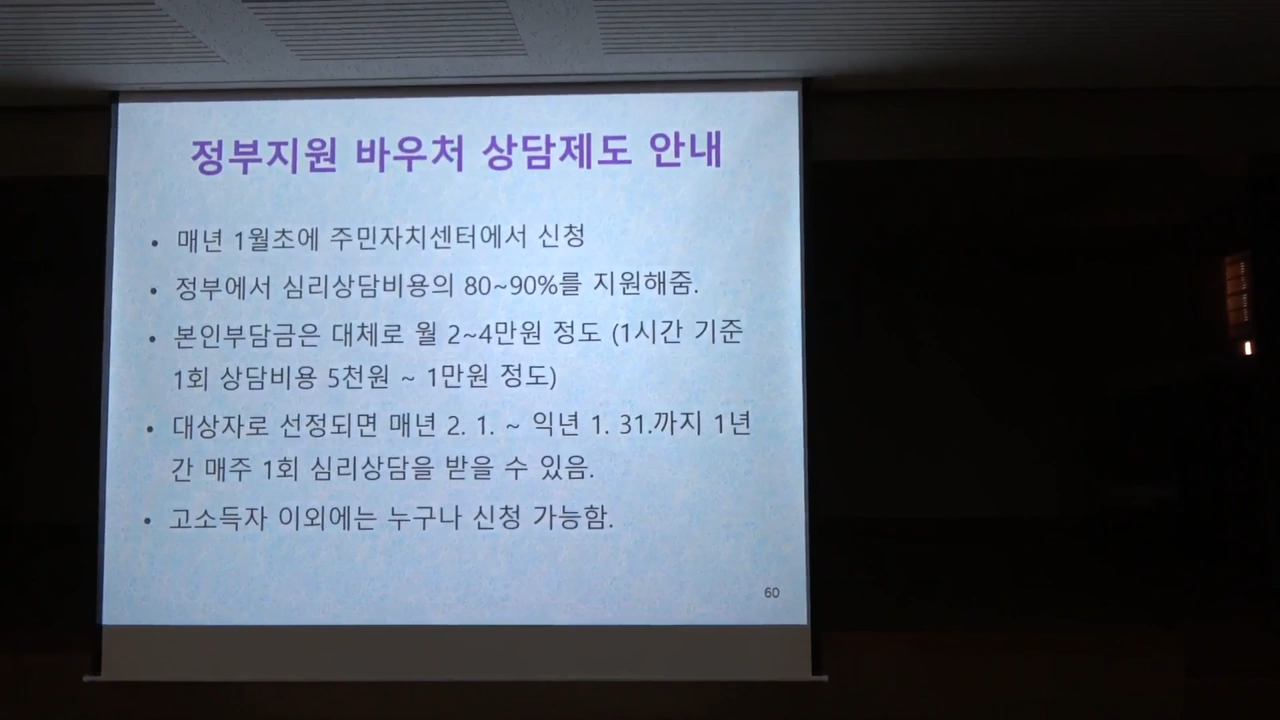 정부지원 바우처 상담제도 안내
• 매년 1월초에 주민자치센터에서 신청
• 정부에서 심리상담비용의 80~90%를 지원해줌.
• 본인부담금은 대체로 월 2~4만원 정도 (1시간 기준
1회 상담비용 5천원 ~ 1만원 정도)
• 대상자로 선정되면 매년 2. 1. ~ 익년 1. 31.까지 1년
간 매주 1회 심리상담을 받을 수 있음.
• 고소득자 이외에는 누구나 신청 가능함.
60